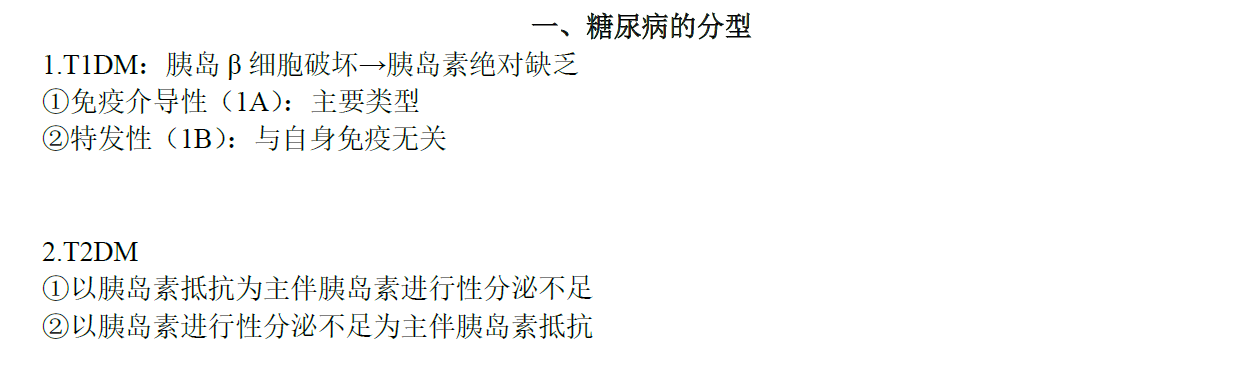 一、糖尿病的分型
1.T1DM：胰岛 β 细胞破坏→胰岛素绝对缺乏
①免疫介导性（1A）：主要类型
②特发性（1B）：与自身免疫无关
2.T2DM
①以胰岛素抵抗为主伴胰岛素进行性分泌不足
②以胰岛素进行性分泌不足为主伴胰岛素抵抗